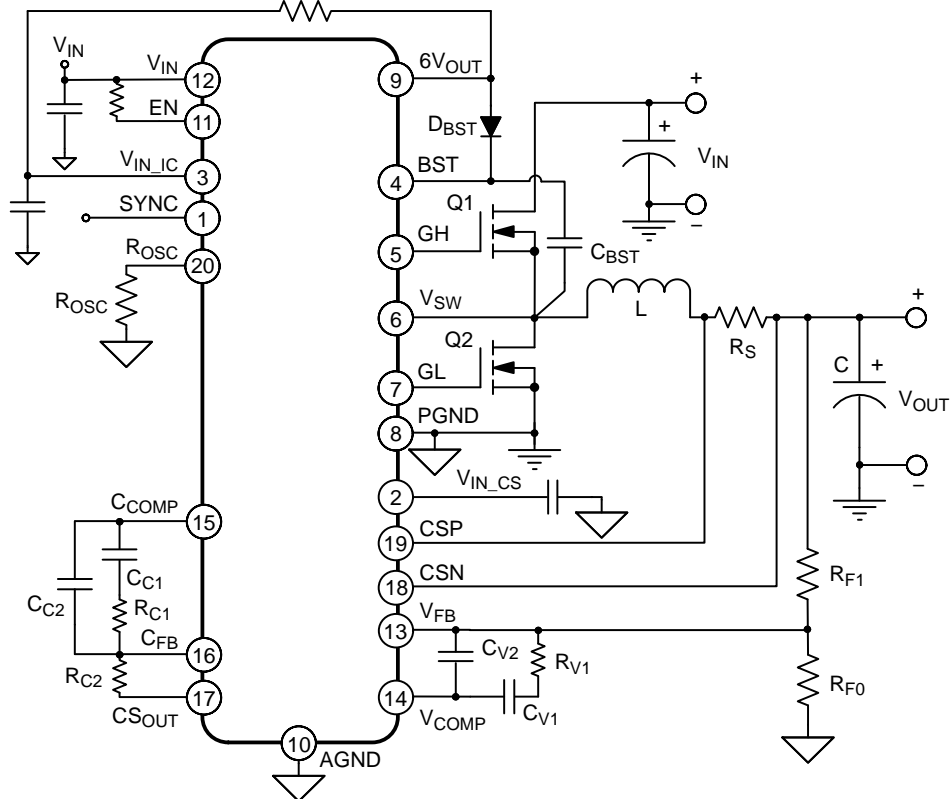 V_IN
V_IN
12
EN
11
V_IN_IC
3
SYNC
1
R_OSC
20
R_OSC
C_COMP
15
C_C1
C_C2
R_C1
C_FB
16
R_C2
CS_OUT
17
10
AGND
9
6V_OUT
D_BST
BST
4
Q1
GH
5
C_BST
+
+
V_IN
−
V_SW
6
L
R_S
Q2
GL
7
PGND
8
+
C
+
V_OUT
−
V_IN_CS
2
CSP
19
CSN
18
V_FB
13
C_V2
R_V1
14
V_COMP
C_V1
R_F1
R_F0